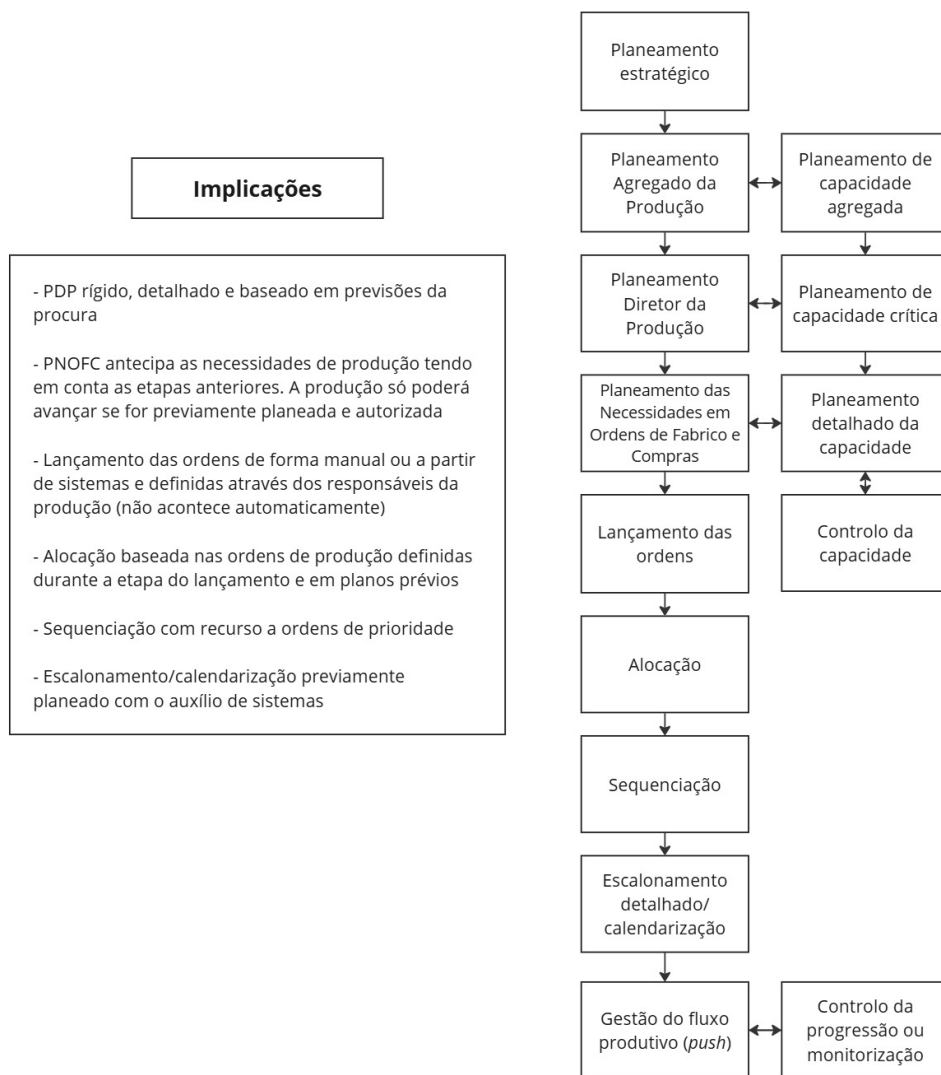 Implicações
- PDP rígido, detalhado e baseado em previsões da
procura
- PNOFC antecipa as necessidades de produção tendo
em conta as etapas anteriores. A produção só poderá
avançar se for previamente planeada e autorizada
- Lançamento das ordens de forma manual ou a partir
de sistemas e definidas através dos responsáveis da
produção (não acontece automaticamente)
- Alocação baseada nas ordens de produção definidas
durante a etapa do lançamento e em planos prévios
- Sequenciação com recurso a ordens de prioridade
- Escalonamento/calendarização previamente
planeado com o auxílio de sistemas
Planeamento
estratégico
Planeamento
Agregado da
Produção
Planeamento de
capacidade
agregada
Planeamento
Diretor da
Produção
Planeamento de
capacidade crítica
Planeamento das
Necessidades em
Ordens de Fabrico e
Compras
Planeamento
detalhado da
capacidade
Lançamento das
ordens
Controlo da
capacidade
Alocação
Sequenciação
Escalonamento
detalhado/
calendarização
Gestão do fluxo
produtivo (push)
Controlo da
progressão ou
monitorização